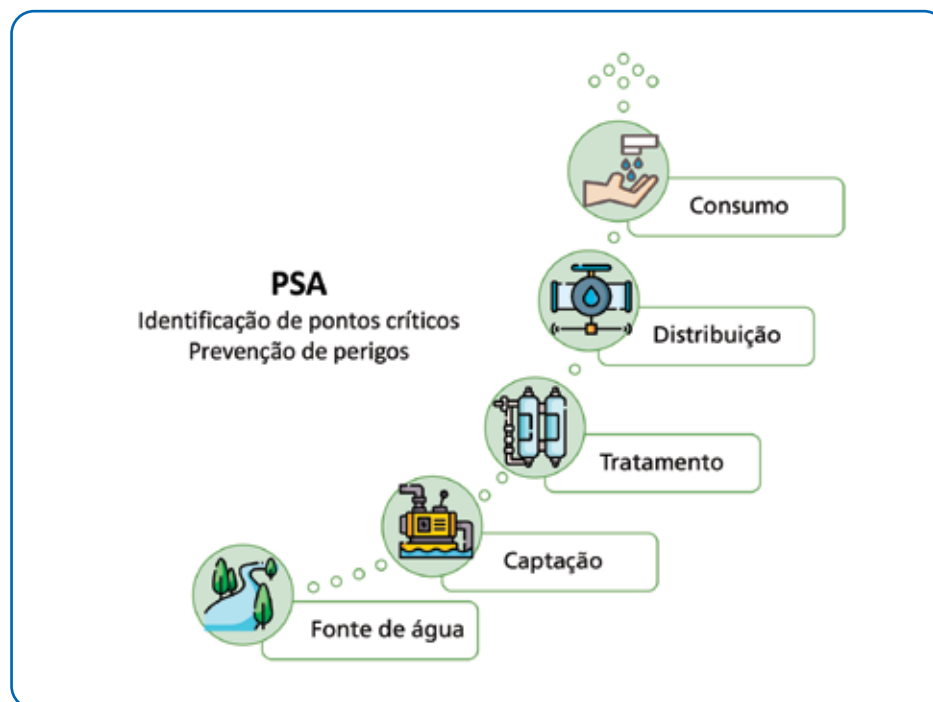 PSA
Identificação de pontos críticos
Prevenção de perigos
Consumo
Distribuição
Tratamento
Captação
Fonte de água